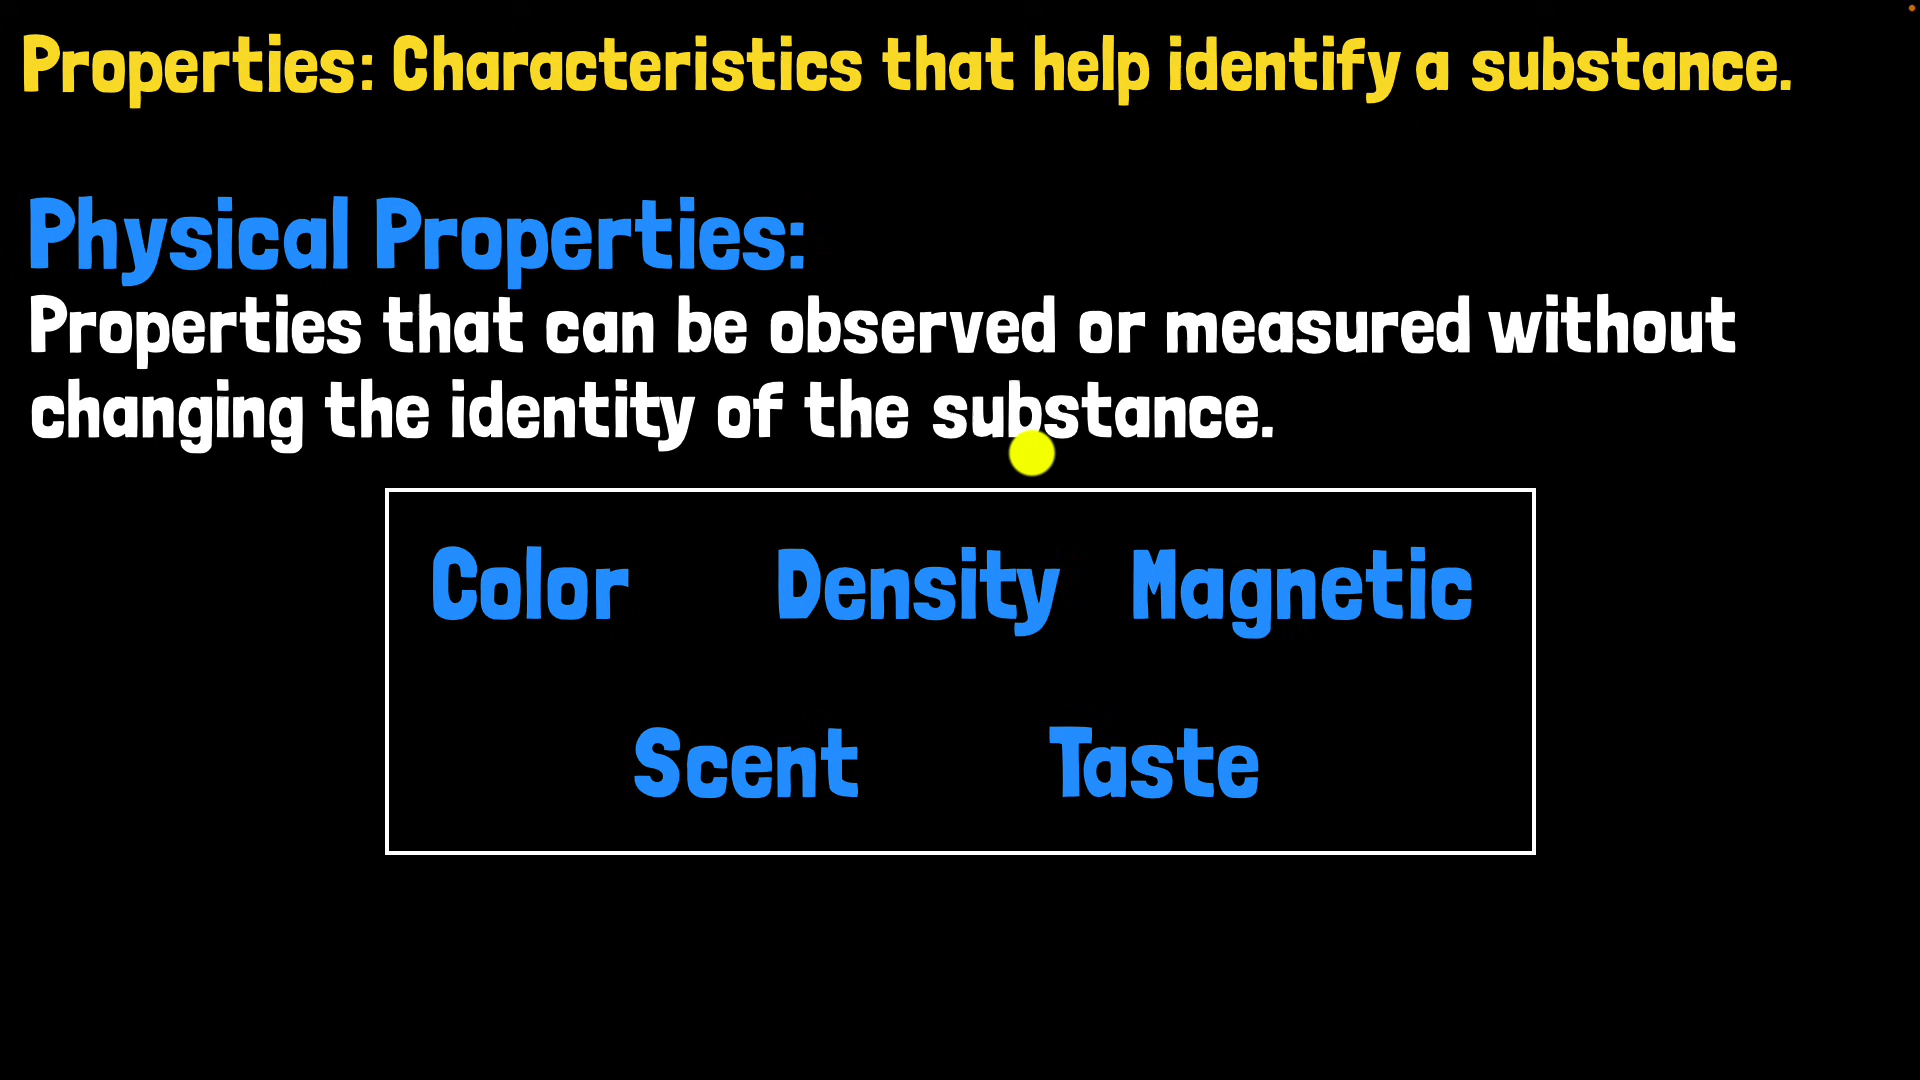 Properties: Characteristics that help identify a substance.
Physical Properties:
Properties that can be observed or measured without
changing the identity of the substance.
Color Density Magnetic
Scent Taste